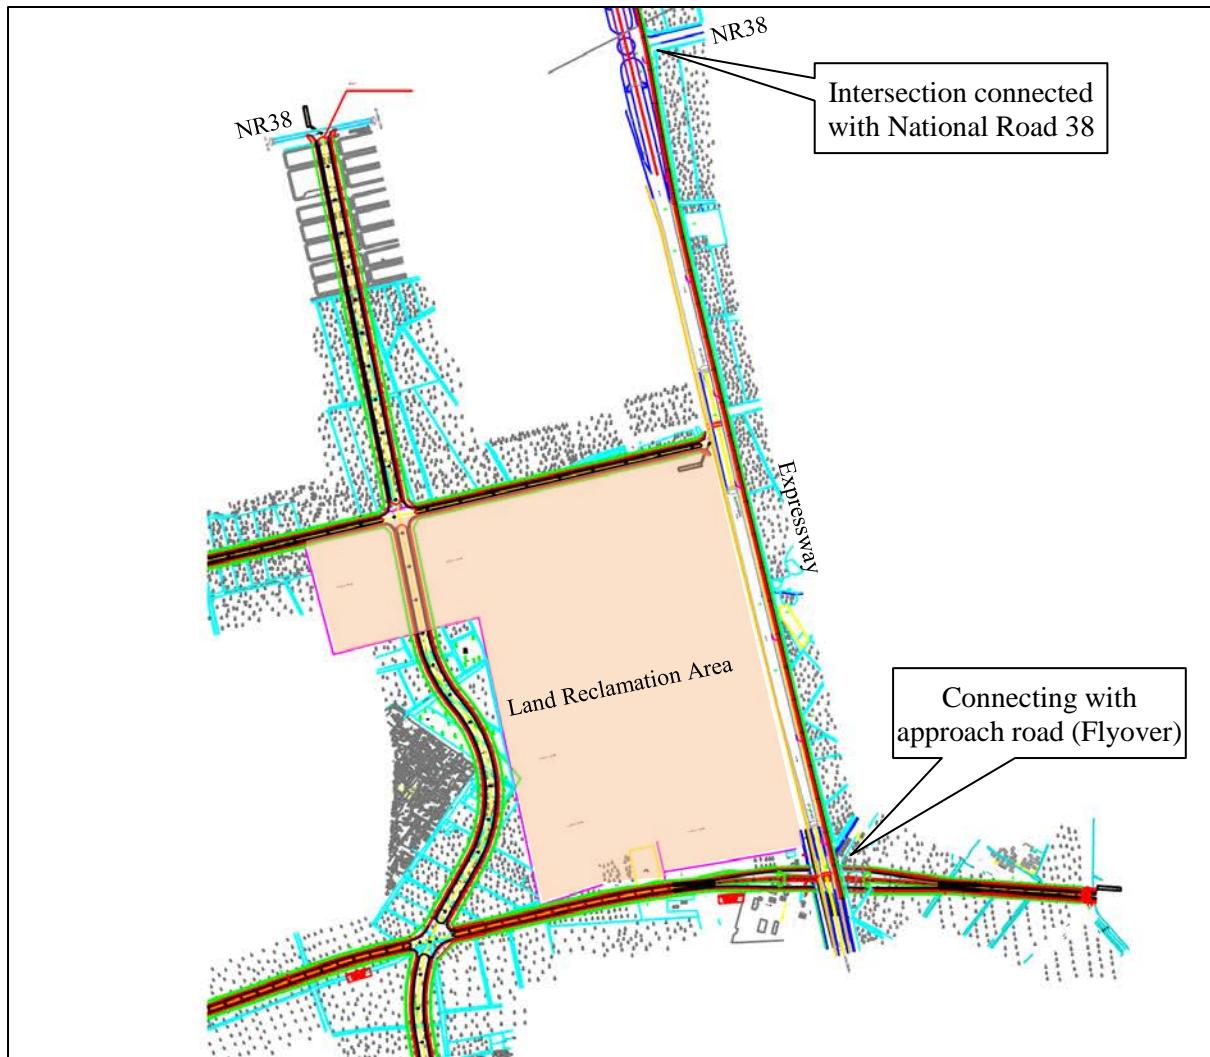 NR38
Intersection connected
with National Road 38
NR38
Expressway
Land Reclamation Area
Connecting with
approach road (Flyover)